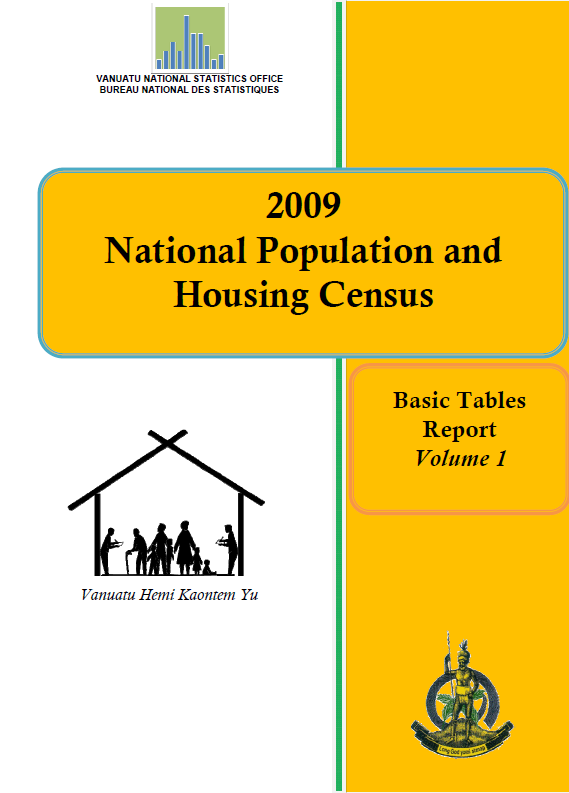 VANUATU NATIONAL STATISTICS OFFICE
BUREAU NATIONAL DES STATISTIQUES
2009
National Population and
Housing Census
Basic Tables
Report
Volume 1
Vanuatu Hemi Kaontem Yu
Long God yumi stanap